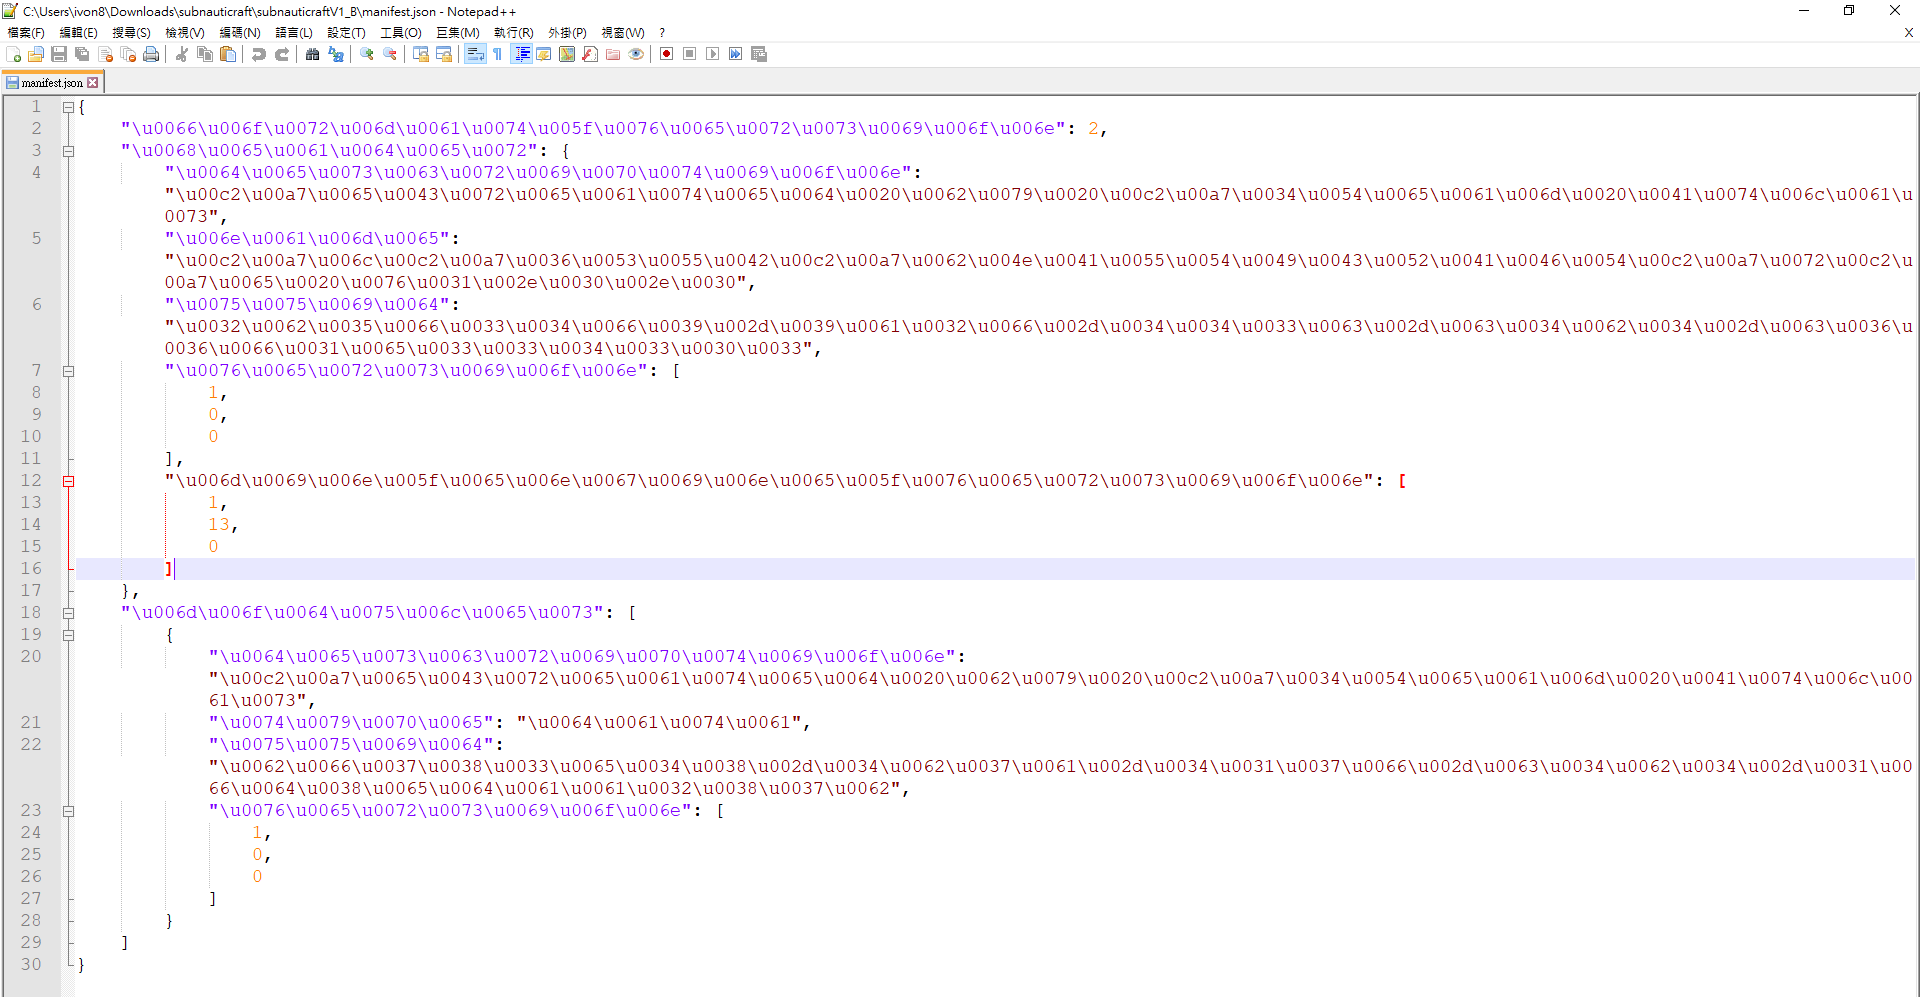 C:\Users\ivon8\Downloads\subnauticraft\subnauticraftV1_B\manifest.json - Notepad++
檔案(F) 編輯(E) 搜尋(S) 檢視(V) 編碼(N) 語言(L) 設定(T) 工具(O) 巨集(M) 執行(R) 外掛(P) 視窗(W) ? X
manifest.json
1 {
2 "\u0066\u006f\u0072\u006d\u0061\u0074\u005f\u0076\u0065\u0072\u0073\u0069\u006f\u006e": 2,
3 "\u0068\u0065\u0061\u0064\u0065\u0072": {
4 "\u0064\u0065\u0073\u0063\u0072\u0069\u0070\u0074\u0069\u006f\u006e":
"\u00c2\u00a7\u0065\u0043\u0072\u0065\u0061\u0074\u0065\u0064\u0020\u0062\u0079\u0020\u00c2\u00a7\u0034\u0054\u0065\u0061\u006d\u0020\u0041\u0074\u006c\u0061\u
0073",
5 "\u006e\u0061\u006d\u0065":
"\u00c2\u00a7\u006c\u00c2\u00a7\u0036\u0053\u0055\u0042\u00c2\u00a7\u0062\u004e\u0041\u0055\u0054\u0049\u0043\u0052\u0041\u0046\u0054\u00c2\u00a7\u0072\u00c2\u
00a7\u0065\u0020\u0076\u0031\u002e\u0030\u002e\u0030",
6 "\u0075\u0075\u0069\u0064":
"\u0032\u0062\u0035\u0066\u0033\u0034\u0066\u0039\u002d\u0039\u0061\u0032\u0066\u002d\u0034\u0034\u0033\u0063\u002d\u0063\u0034\u0062\u0034\u002d\u0063\u0036\u
0036\u0066\u0031\u0065\u0033\u0033\u0034\u0033\u0030\u0033",
7 "\u0076\u0065\u0072\u0073\u0069\u006f\u006e": [
8 1,
9 0,
10 0
11 ],
12 "\u006d\u0069\u006e\u005f\u0065\u006e\u0067\u0069\u006e\u0065\u005f\u0076\u0065\u0072\u0073\u0069\u006f\u006e": [
13 1,
14 13,
15 0
16 ]
17 },
18 "\u006d\u006f\u0064\u0075\u006c\u0065\u0073": [
19 {
20 "\u0064\u0065\u0073\u0063\u0072\u0069\u0070\u0074\u0069\u006f\u006e":
"\u00c2\u00a7\u0065\u0043\u0072\u0065\u0061\u0074\u0065\u0064\u0020\u0062\u0079\u0020\u00c2\u00a7\u0034\u0054\u0065\u0061\u006d\u0020\u0041\u0074\u006c\u00
61\u0073",
21 "\u0074\u0079\u0070\u0065": "\u0064\u0061\u0074\u0061",
22 "\u0075\u0075\u0069\u0064":
"\u0062\u0066\u0037\u0038\u0033\u0065\u0034\u0038\u002d\u0034\u0062\u0037\u0061\u002d\u0034\u0031\u0037\u0066\u002d\u0063\u0034\u0062\u0034\u002d\u0031\u00
66\u0064\u0038\u0065\u0064\u0061\u0061\u0032\u0038\u0037\u0062",
23 "\u0076\u0065\u0072\u0073\u0069\u006f\u006e": [
24 1,
25 0,
26 0
27 ]
28 }
29 ]
30 }